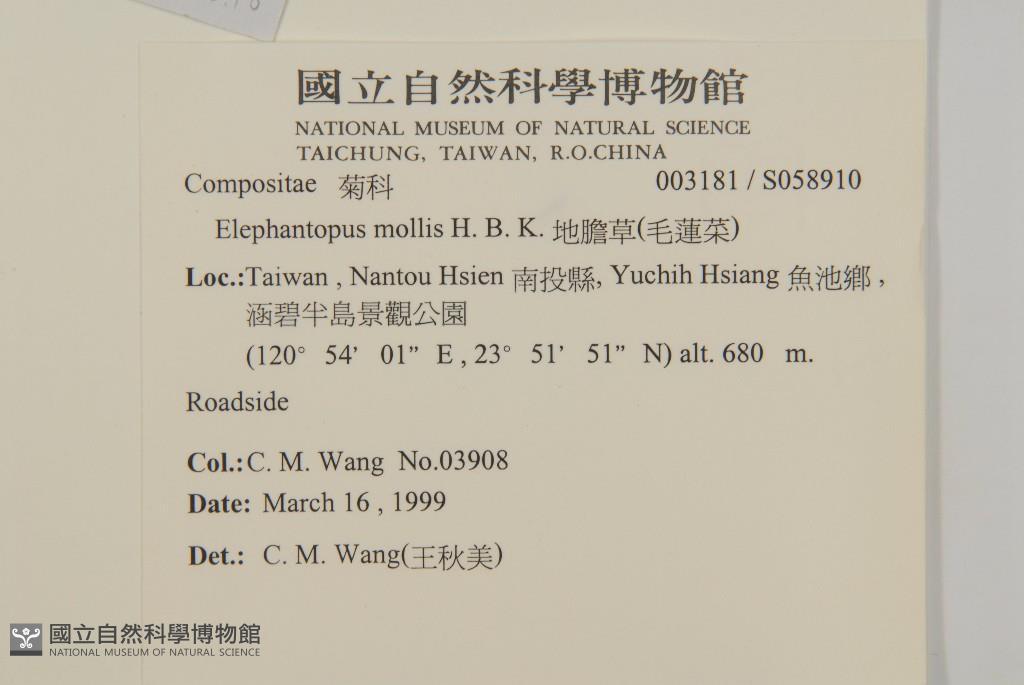 國立自然科學博物館
NATIONAL MUSEUM OF NATURAL SCIENCE
TAICHUNG, TAIWAN, R.O.CHINA
Compositae 菊科 003181 / S058910
Elephantopus mollis H. B. K. 地膽草(毛蓮菜)
Loc.:Taiwan , Nantou Hsien 南投縣, Yuchih Hsiang 魚池鄉 ,
涵碧半島景觀公園
(120° 54’ 01” E , 23° 51’ 51” N) alt. 680 m.
Roadside
Col.: C. M. Wang No.03908
Date: March 16 , 1999
Det.: C. M. Wang(王秋美)
國立自然科學博物館
NATIONAL MUSEUM OF NATURAL SCIENCE